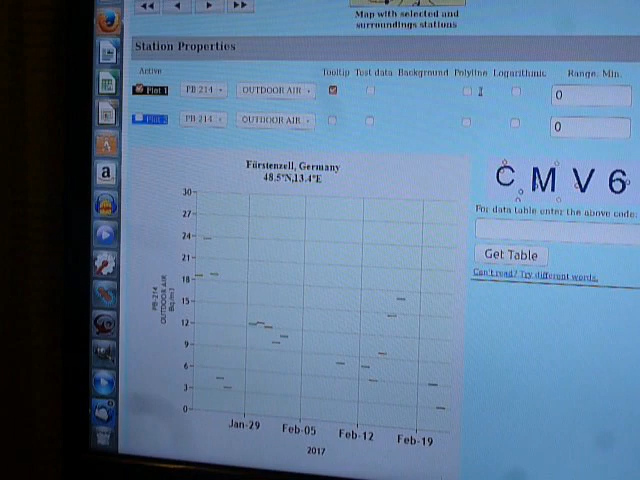 Map with selected and
surroundings stations
Station Properties
Active Tooltip Test data Background Polyline Logarithmic Range: Min.
Plot 1 PB-214 OUTDOOR AIR 0
Plot 2 PB-214 OUTDOOR AIR 0
Fürstenzell, Germany
48.5°N,13.4°E
PB-214
OUTDOOR AIR
Bq/m3
30
27
24
21
18
15
12
9
6
3
0
Jan-29 Feb-05 Feb-12 Feb-19
2017
C M V 6
For data table enter the above code:
Get Table
Can't read? Try different words.
a